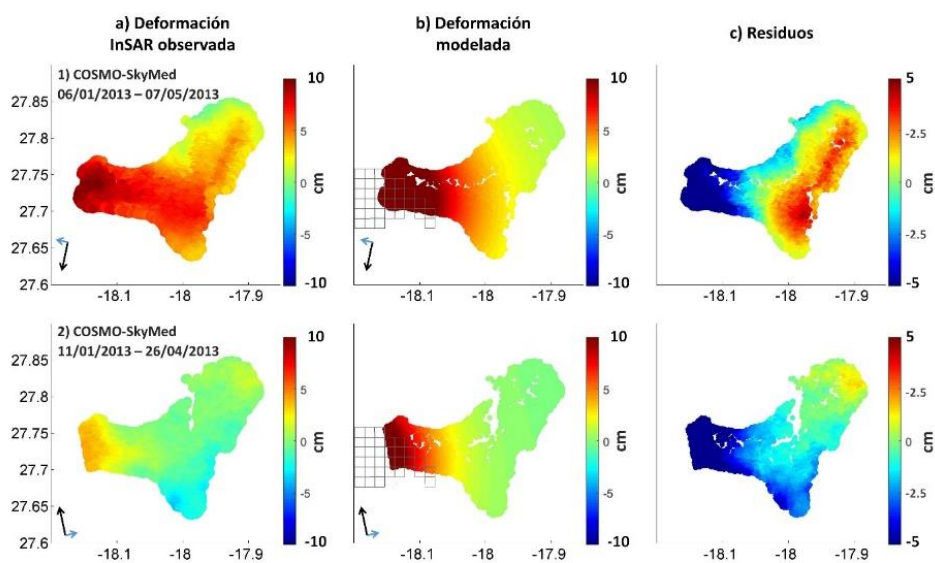 a) Deformación
InSAR observada
b) Deformación
modelada
c) Residuos
1) COSMO-SkyMed
06/01/2013 – 07/05/2013
27.85
27.8
27.75
27.7
27.65
27.6
-18.1 -18 -17.9
10
5
0
-5
-10
cm
-18.1 -18 -17.9
10
5
0
-5
-10
cm
-18.1 -18 -17.9
5
-2.5
0
-2.5
-5
cm
2) COSMO-SkyMed
11/01/2013 – 26/04/2013
27.85
27.8
27.75
27.7
27.65
27.6
-18.1 -18 -17.9
10
5
0
-5
-10
cm
-18.1 -18 -17.9
10
5
0
-5
-10
cm
-18.1 -18 -17.9
5
-2.5
0
-2.5
-5
cm